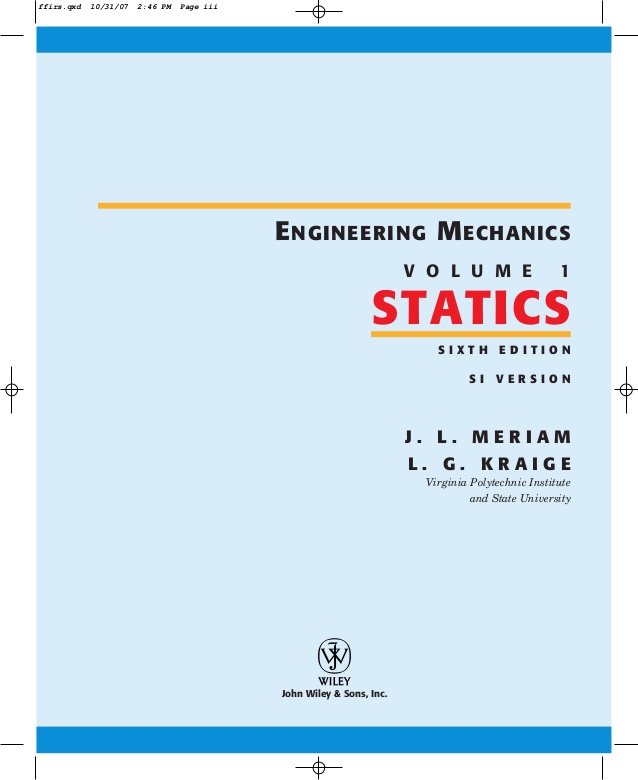 ffirs.qxd 10/31/07 2:46 PM Page iii
ENGINEERING MECHANICS
VOLUME 1
STATICS
SIXTH EDITION
SI VERSION
J. L. MERIAM
L. G. KRAIGE
Virginia Polytechnic Institute
and State University
WILEY
John Wiley & Sons, Inc.